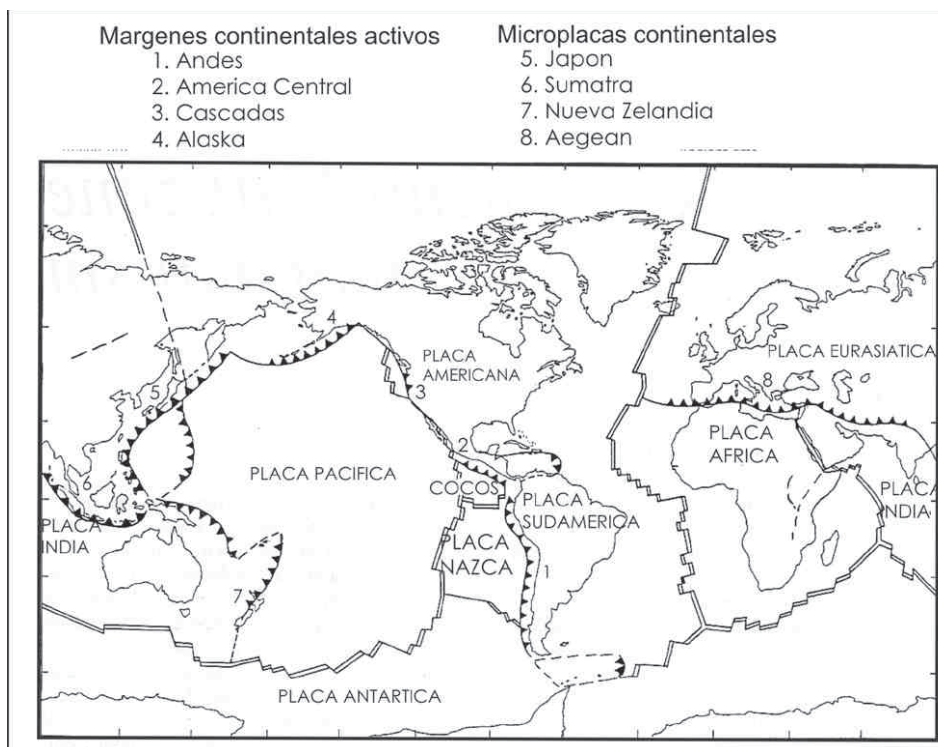 Margenes continentales activos
1. Andes
2. America Central
3. Cascadas
4. Alaska
Microplacas continentales
5. Japon
6. Sumatra
7. Nueva Zelandia
8. Aegean
4
PLACA
AMERICANA
PLACA EURASIATICA
8
5
3
2
PLACA
AFRICA
PLACA PACIFICA
6
COCOS
PLACA
SUDAMERICA
PLACA
INDIA
PLACA
INDIA
PLACA
NAZCA
1
7
PLACA ANTARTICA